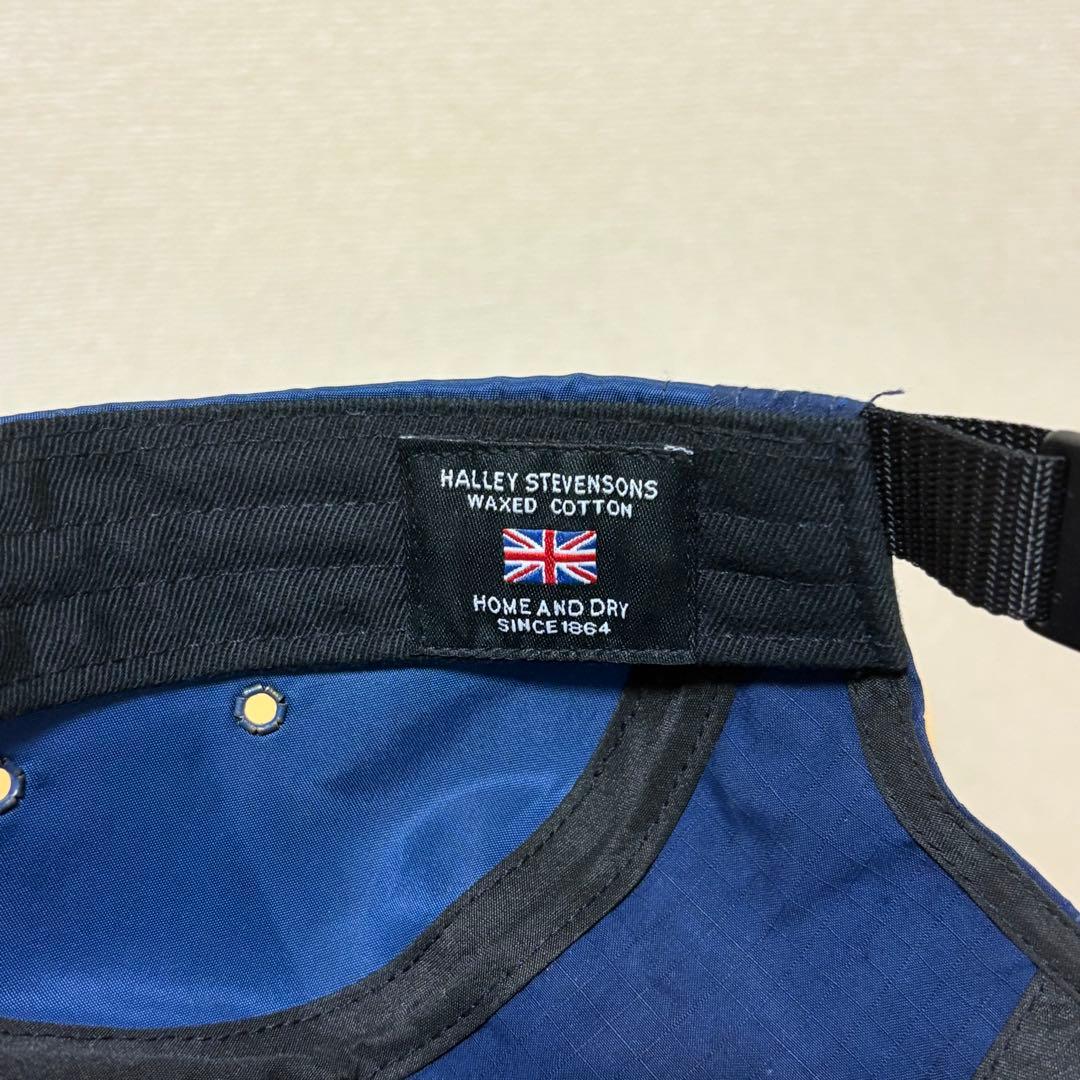 HALLEY STEVENSONS
WAXED COTTON
HOME AND DRY
SINCE 1864